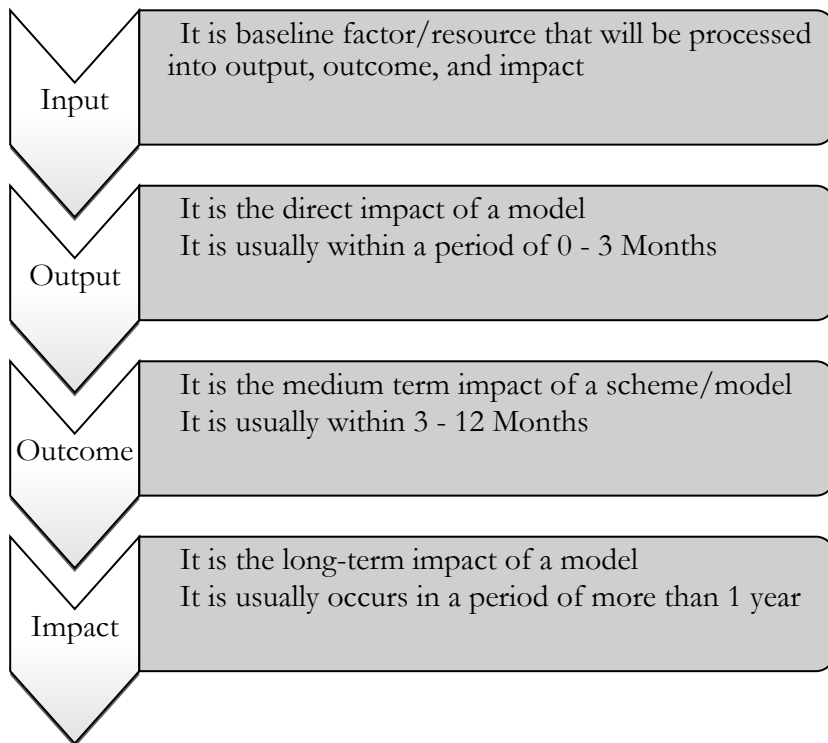 Input
It is baseline factor/resource that will be processed
into output, outcome, and impact
Output
It is the direct impact of a model
It is usually within a period of 0 - 3 Months
Outcome
It is the medium term impact of a scheme/model
It is usually within 3 - 12 Months
Impact
It is the long-term impact of a model
It is usually occurs in a period of more than 1 year